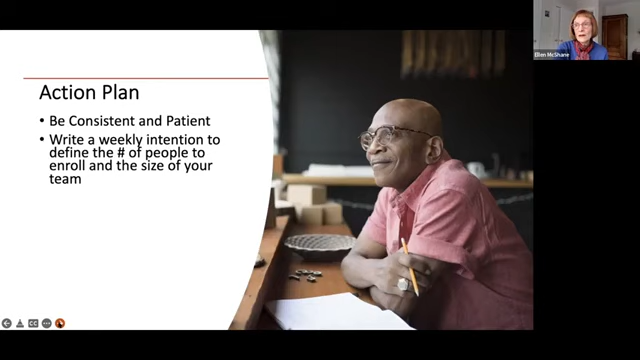 Action Plan
• Be Consistent and Patient
• Write a weekly intention to
define the # of people to
enroll and the size of your
team
Ellen McShane
CC